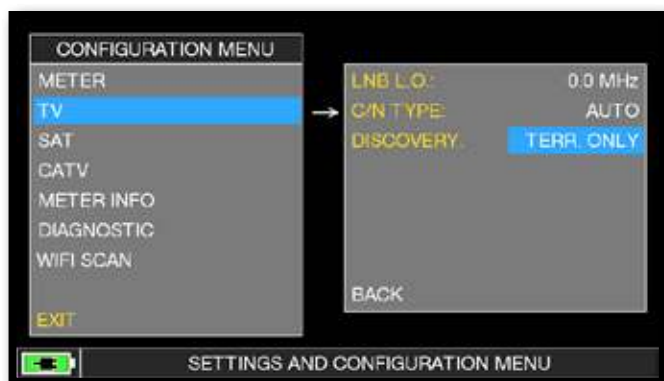 CONFIGURATION MENU
METER
TV
SAT
CATV
METER INFO
DIAGNOSTIC
WIFI SCAN
EXIT
LNB L.O.: 0.0 MHz
C/N TYPE: AUTO
DISCOVERY: TERR. ONLY
BACK
SETTINGS AND CONFIGURATION MENU